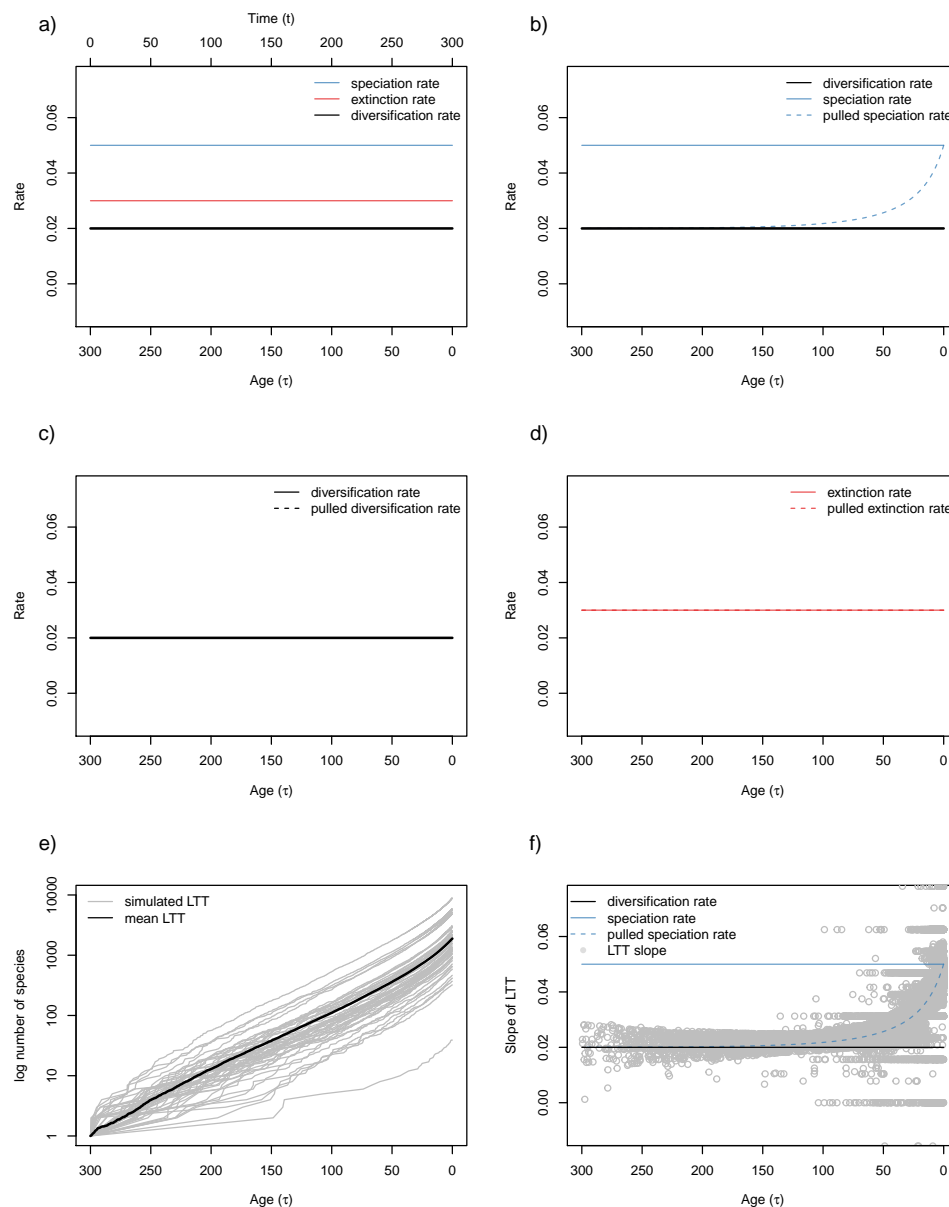 a)
Time (t)
0 50 100 150 200 250 300
speciation rate
extinction rate
diversification rate
Rate
0.00 0.02 0.04 0.06
300 250 200 150 100 50 0
Age (τ)
b)
diversification rate
speciation rate
pulled speciation rate
Rate
0.00 0.02 0.04 0.06
300 250 200 150 100 50 0
Age (τ)
c)
diversification rate
pulled diversification rate
Rate
0.00 0.02 0.04 0.06
300 250 200 150 100 50 0
Age (τ)
d)
extinction rate
pulled extinction rate
Rate
0.00 0.02 0.04 0.06
300 250 200 150 100 50 0
Age (τ)
e)
simulated LTT
mean LTT
log number of species
1 10 100 1000 10000
300 250 200 150 100 50 0
Age (τ)
f)
diversification rate
speciation rate
pulled speciation rate
LTT slope
Slope of LTT
0.00 0.02 0.04 0.06
300 250 200 150 100 50 0
Age (τ)